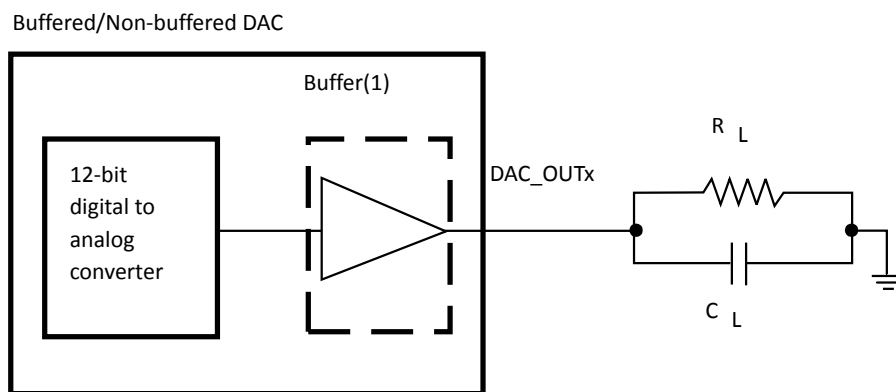 Buffered/Non-buffered DAC
Buffer(1)
12-bit
digital to
analog
converter
DAC_OUTx
R L
C L